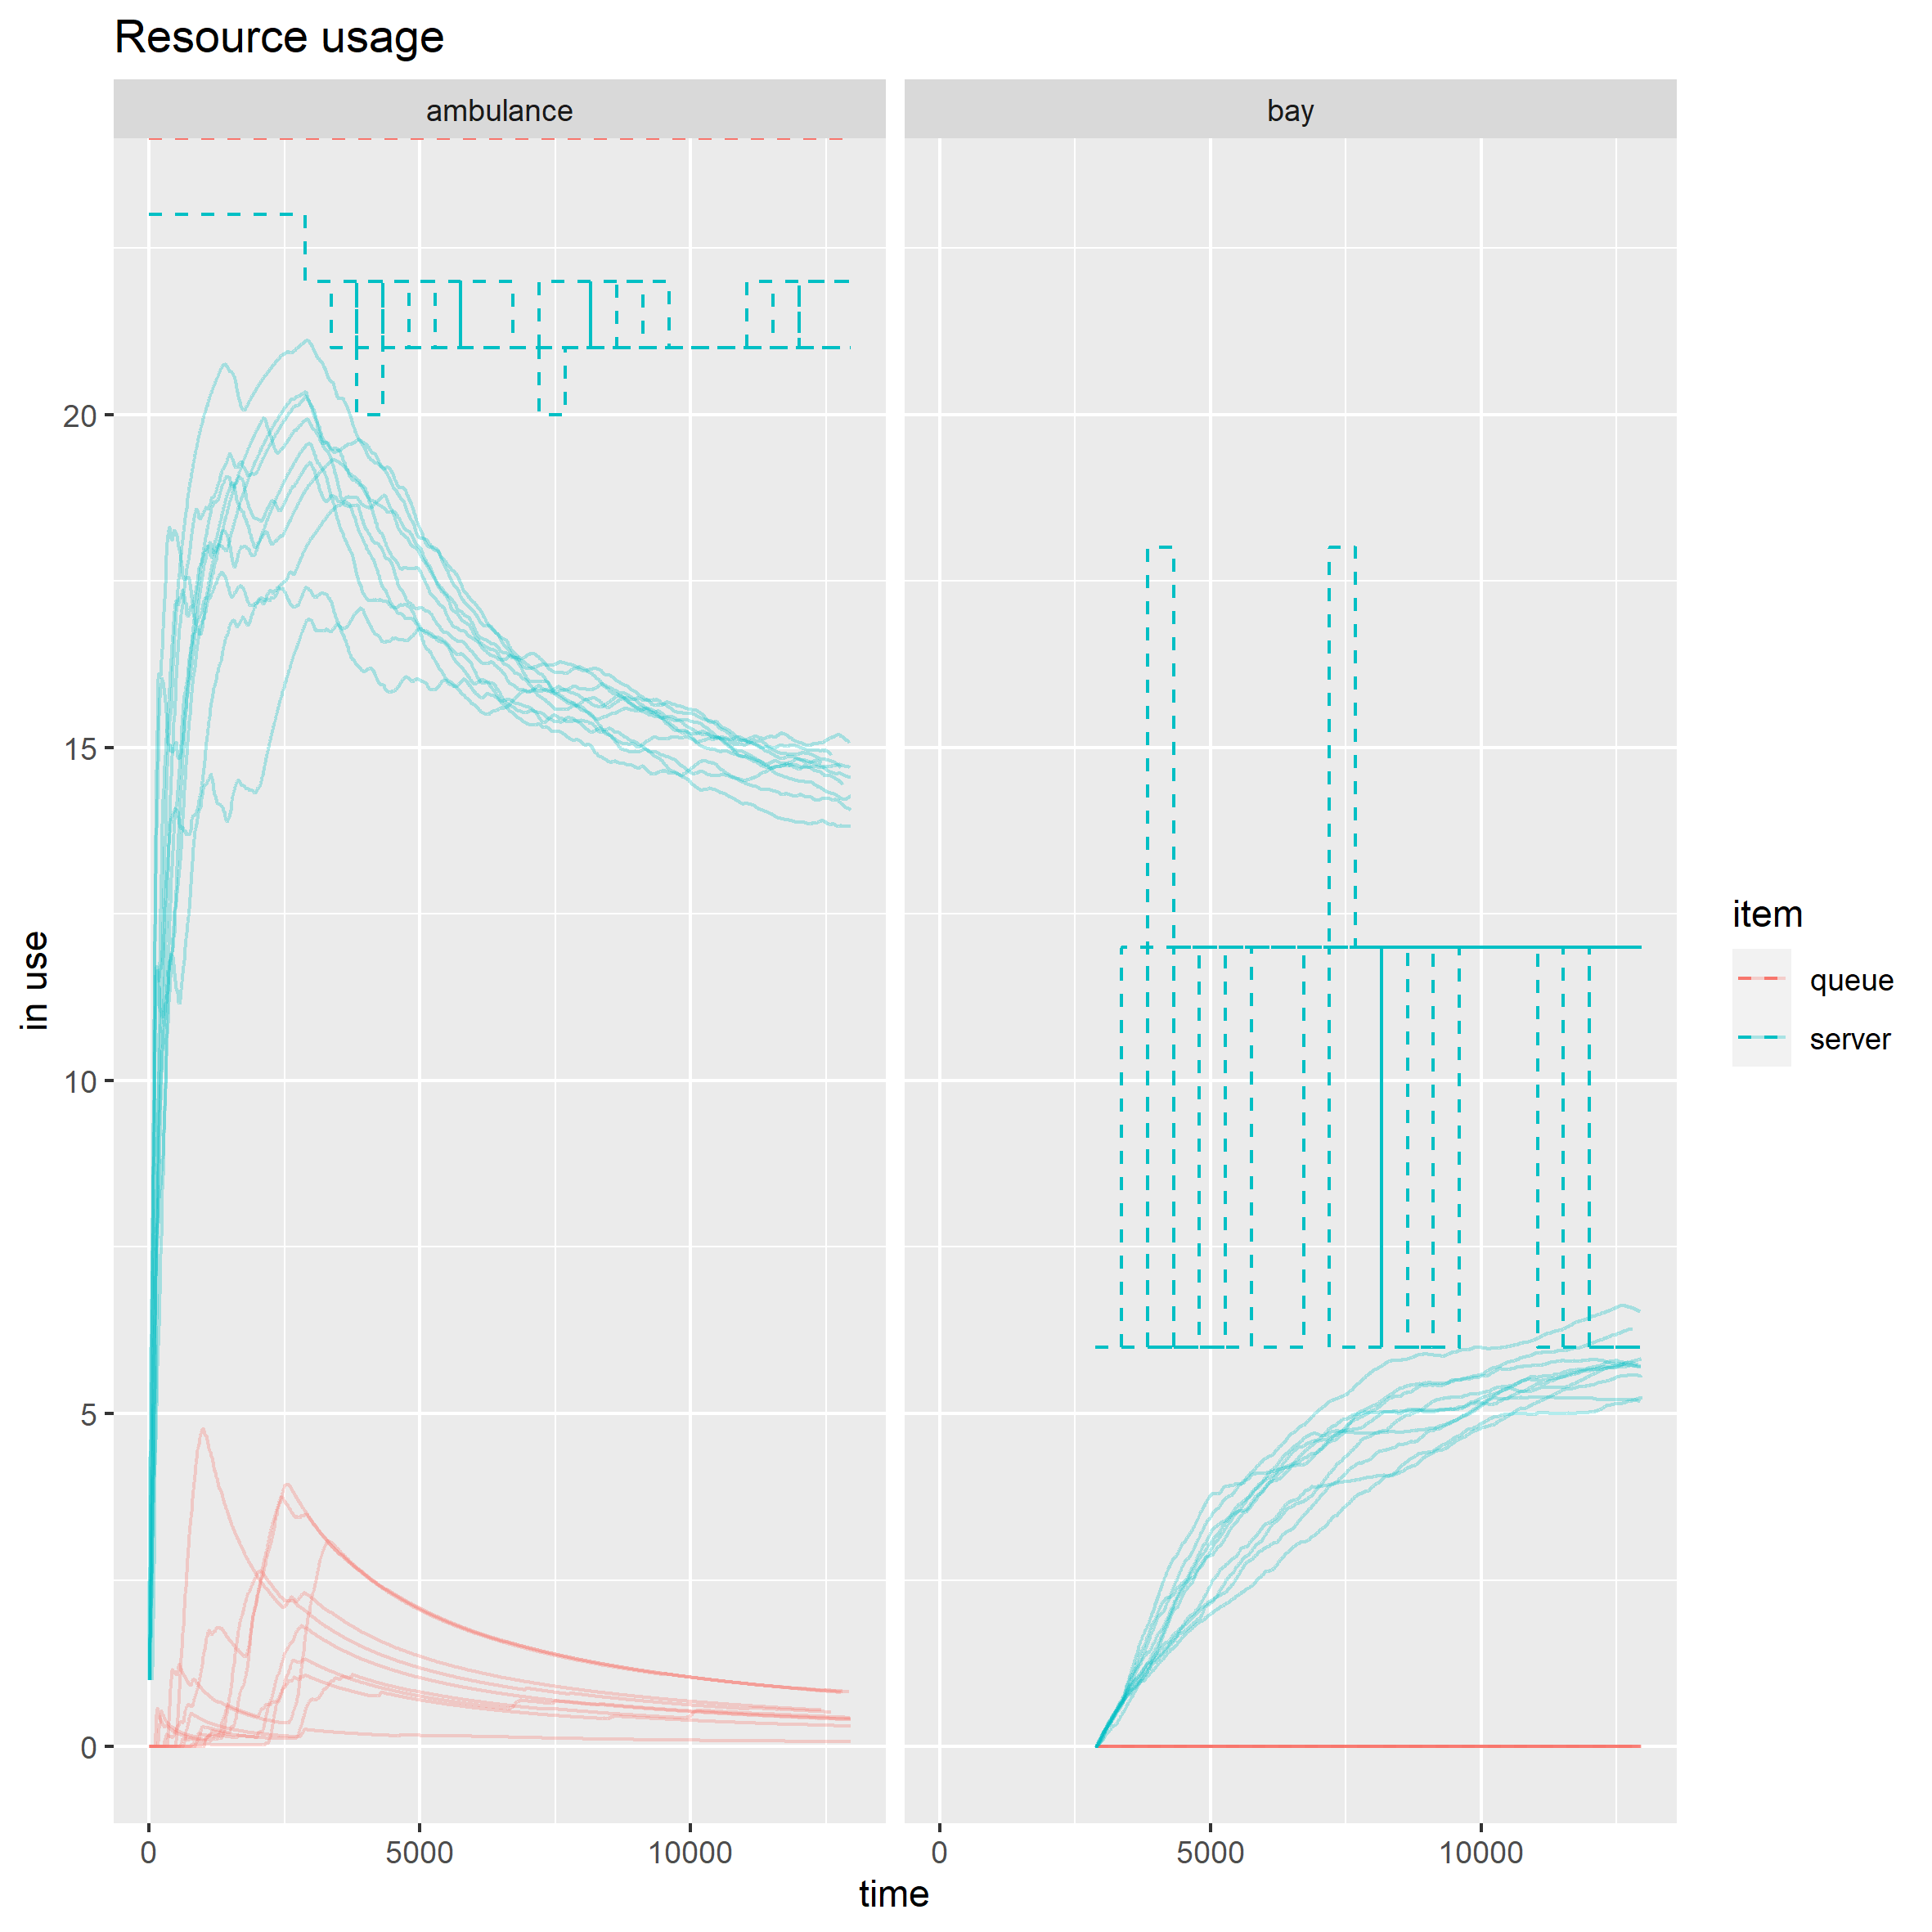 Resource usage
ambulance
bay
in use
20
15
10
5
0
0
5000
10000
0
5000
10000
time
item
queue
server